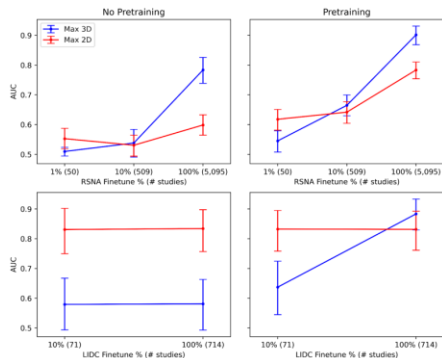 No Pretraining
Pretraining
Max 3D
Max 2D
AUC
0.9
0.8
0.7
0.6
0.5
1% (50)
10% (509)
100% (5,095)
RSNA Finetune % (# studies)
1% (50)
10% (509)
100% (5,095)
RSNA Finetune % (# studies)
AUC
0.9
0.8
0.7
0.6
0.5
10% (71)
100% (714)
LIDC Finetune % (# studies)
10% (71)
100% (714)
LIDC Finetune % (# studies)